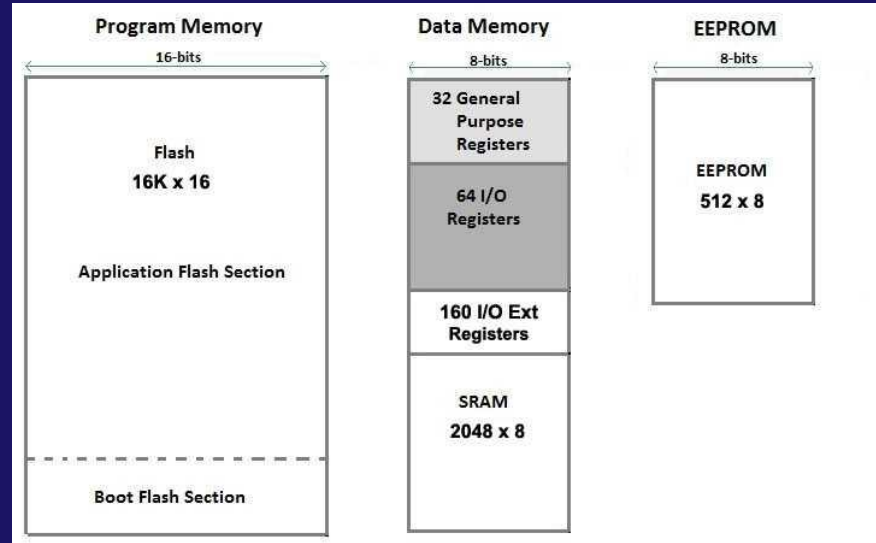 Program Memory
16-bits
Flash
16K x 16
Application Flash Section
Boot Flash Section
Data Memory
8-bits
32 General
Purpose
Registers
64 I/O
Registers
160 I/O Ext
Registers
SRAM
2048 x 8
EEPROM
8-bits
EEPROM
512 x 8